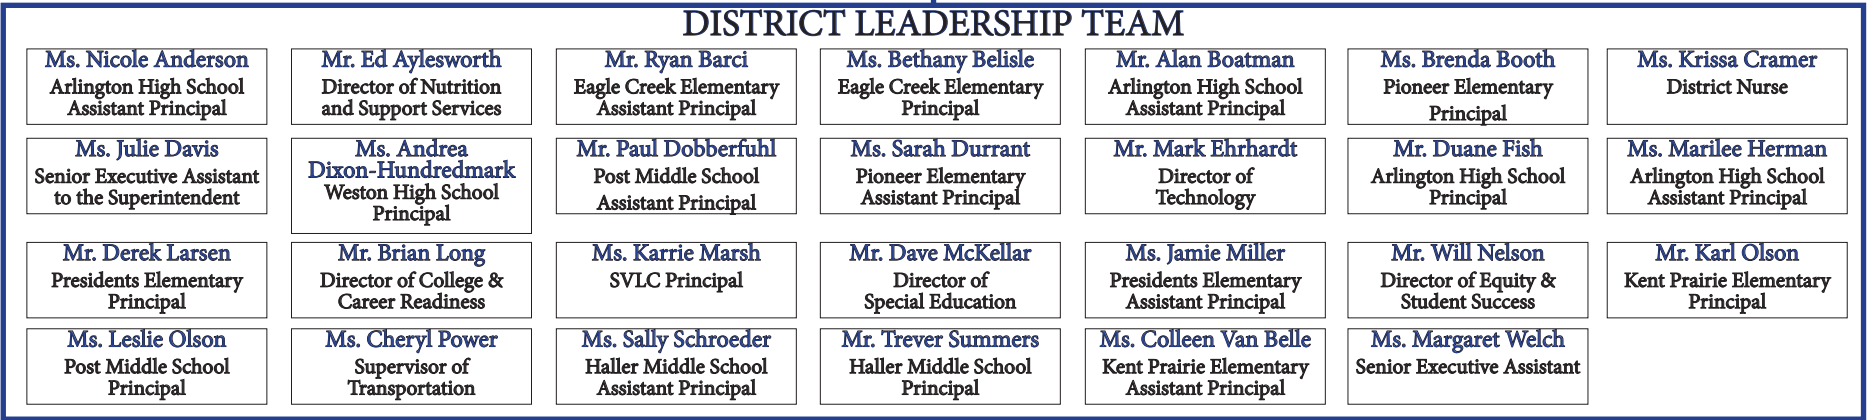 DISTRICT LEADERSHIP TEAM
Ms. Nicole Anderson
Arlington High School
Assistant Principal
Mr. Ed Aylesworth
Director of Nutrition
and Support Services
Mr. Ryan Barci
Eagle Creek Elementary
Assistant Principal
Ms. Bethany Belisle
Eagle Creek Elementary
Principal
Mr. Alan Boatman
Arlington High School
Assistant Principal
Ms. Brenda Booth
Pioneer Elementary
Principal
Ms. Krissa Cramer
District Nurse
Ms. Julie Davis
Senior Executive Assistant
to the Superintendent
Ms. Andrea
Dixon-Hundredmark
Weston High School
Principal
Mr. Paul Dobberfuhl
Post Middle School
Assistant Principal
Ms. Sarah Durrant
Pioneer Elementary
Assistant Principal
Mr. Mark Ehrhardt
Director of
Technology
Mr. Duane Fish
Arlington High School
Principal
Ms. Marilee Herman
Arlington High School
Assistant Principal
Mr. Derek Larsen
Presidents Elementary
Principal
Mr. Brian Long
Director of College &
Career Readiness
Ms. Karrie Marsh
SVLC Principal
Mr. Dave McKellar
Director of
Special Education
Ms. Jamie Miller
Presidents Elementary
Assistant Principal
Mr. Will Nelson
Director of Equity &
Student Success
Mr. Karl Olson
Kent Prairie Elementary
Principal
Ms. Leslie Olson
Post Middle School
Principal
Ms. Cheryl Power
Supervisor of
Transportation
Ms. Sally Schroeder
Haller Middle School
Assistant Principal
Mr. Trever Summers
Haller Middle School
Principal
Ms. Colleen Van Belle
Kent Prairie Elementary
Assistant Principal
Ms. Margaret Welch
Senior Executive Assistant